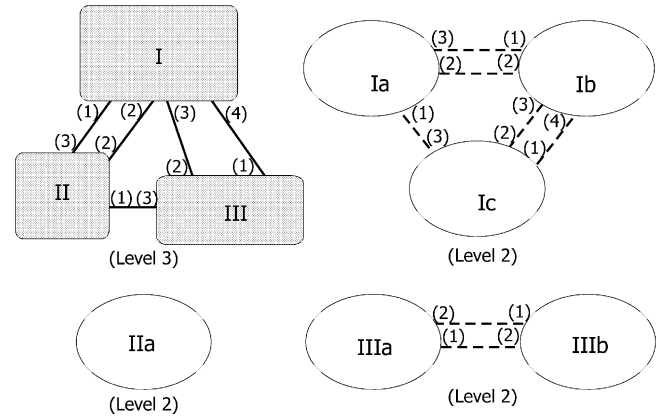 I
(1) (2) (3) (4)
(3) (2) (2) (1)
II
(1) (3)
III
(Level 3)
Ia
(3) (1)
(2) (2)
Ib
(1) (3)
(3) (4)
(2) (1)
Ic
(Level 2)
IIa
(Level 2)
IIIa
(2) (1)
(1) (2)
IIIb
(Level 2)